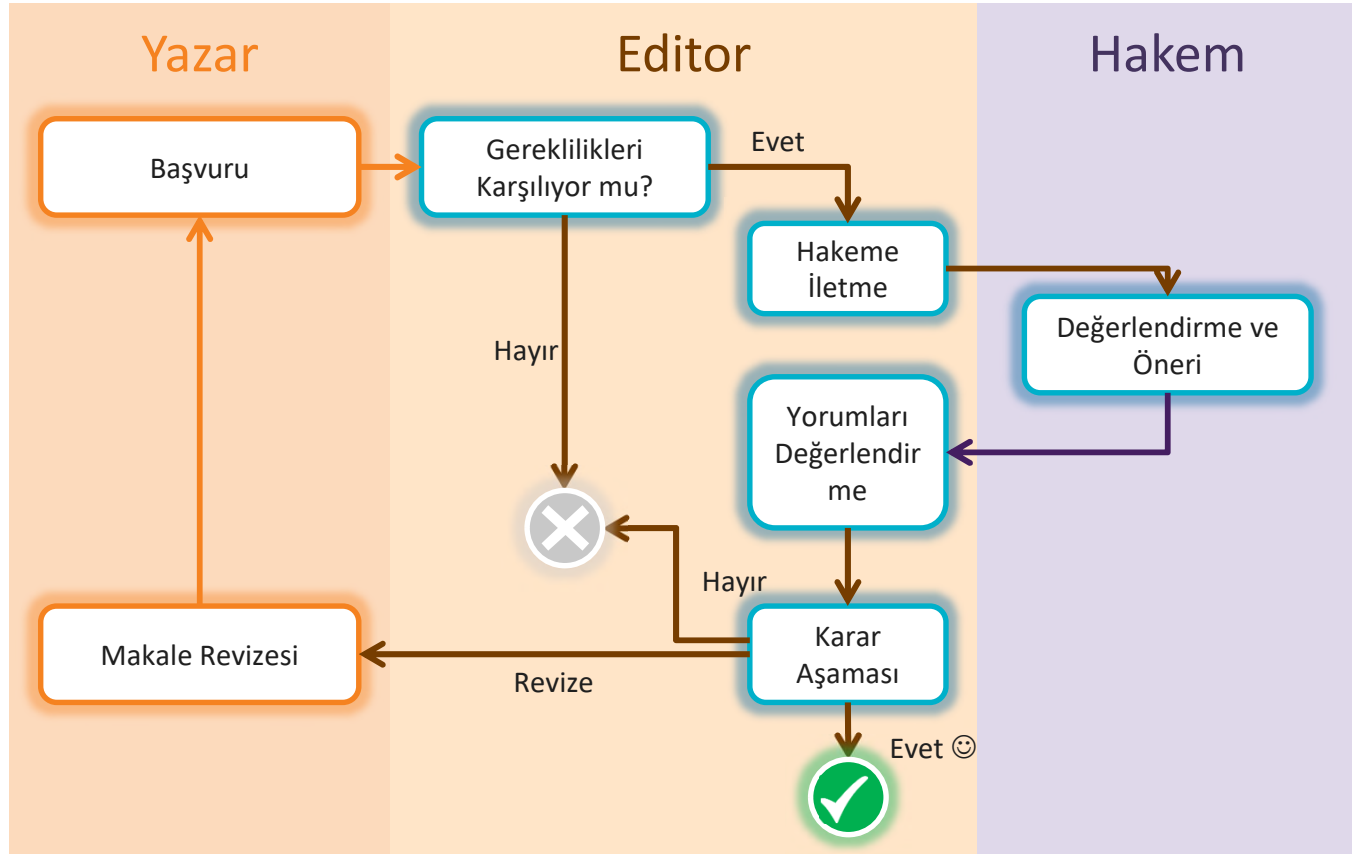 Yazar
Editor
Hakem
Başvuru
Gereklilikleri
Karşılıyor mu?
Evet
Hakeme
İletme
Değerlendirme ve
Öneri
Hayır
Yorumları
Değerlendir
me
Hayır
Karar
Aşaması
Makale Revizesi
Revize
Evet ☺